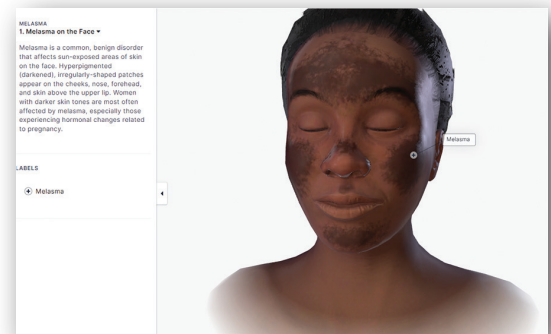 MELASMA
1. Melasma on the Face
Melasma is a common, benign disorder
that affects sun-exposed areas of skin
on the face. Hyperpigmented
(darkened), irregularly-shaped patches
appear on the cheeks, nose, forehead,
and skin above the upper lip. Women
with darker skin tones are most often
affected by melasma, especially those
experiencing hormonal changes related
to pregnancy.
LABELS
Melasma
Melasma